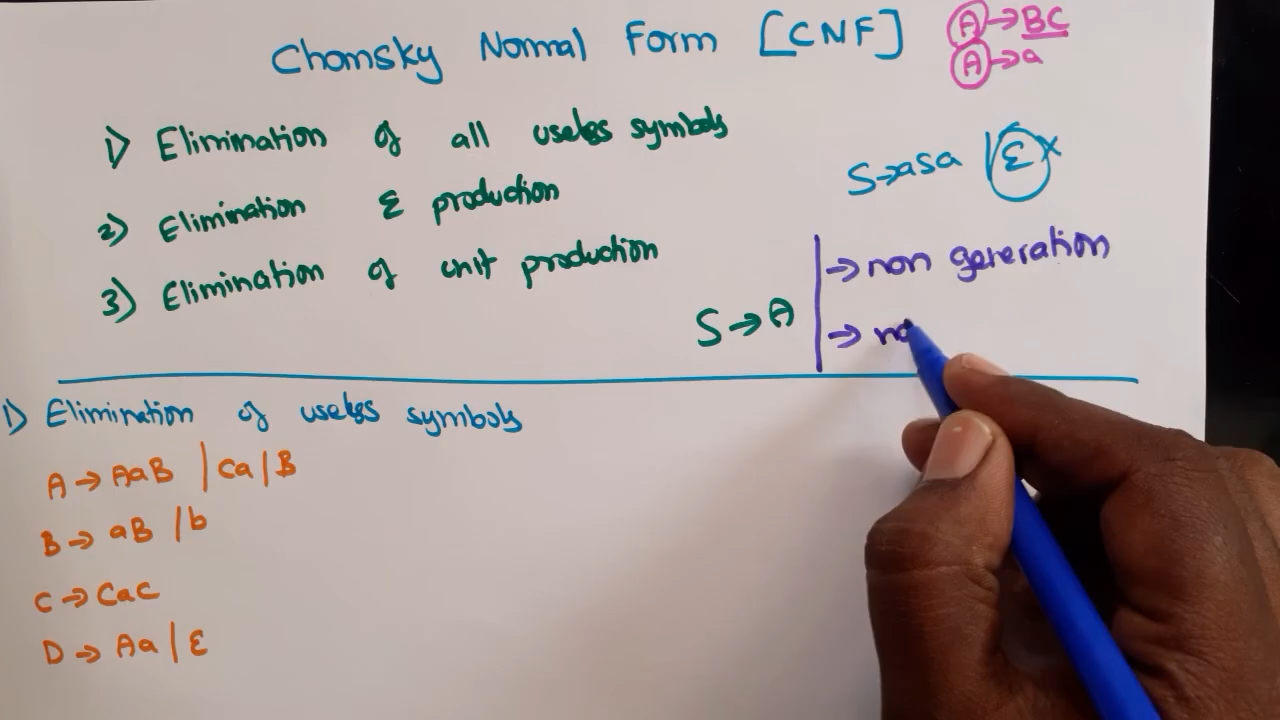 Chomsky Normal Form [CNF]
A→BC
A→a
1) Elimination of all useless symbols
S→asa | ε x
2) Elimination ε production
3) Elimination of unit production
→ non generation
S→A
→ no
1) Elimination of useless symbols
A→AaB | Ca | B
B→aB | b
C→CaC
D→Aa | ε